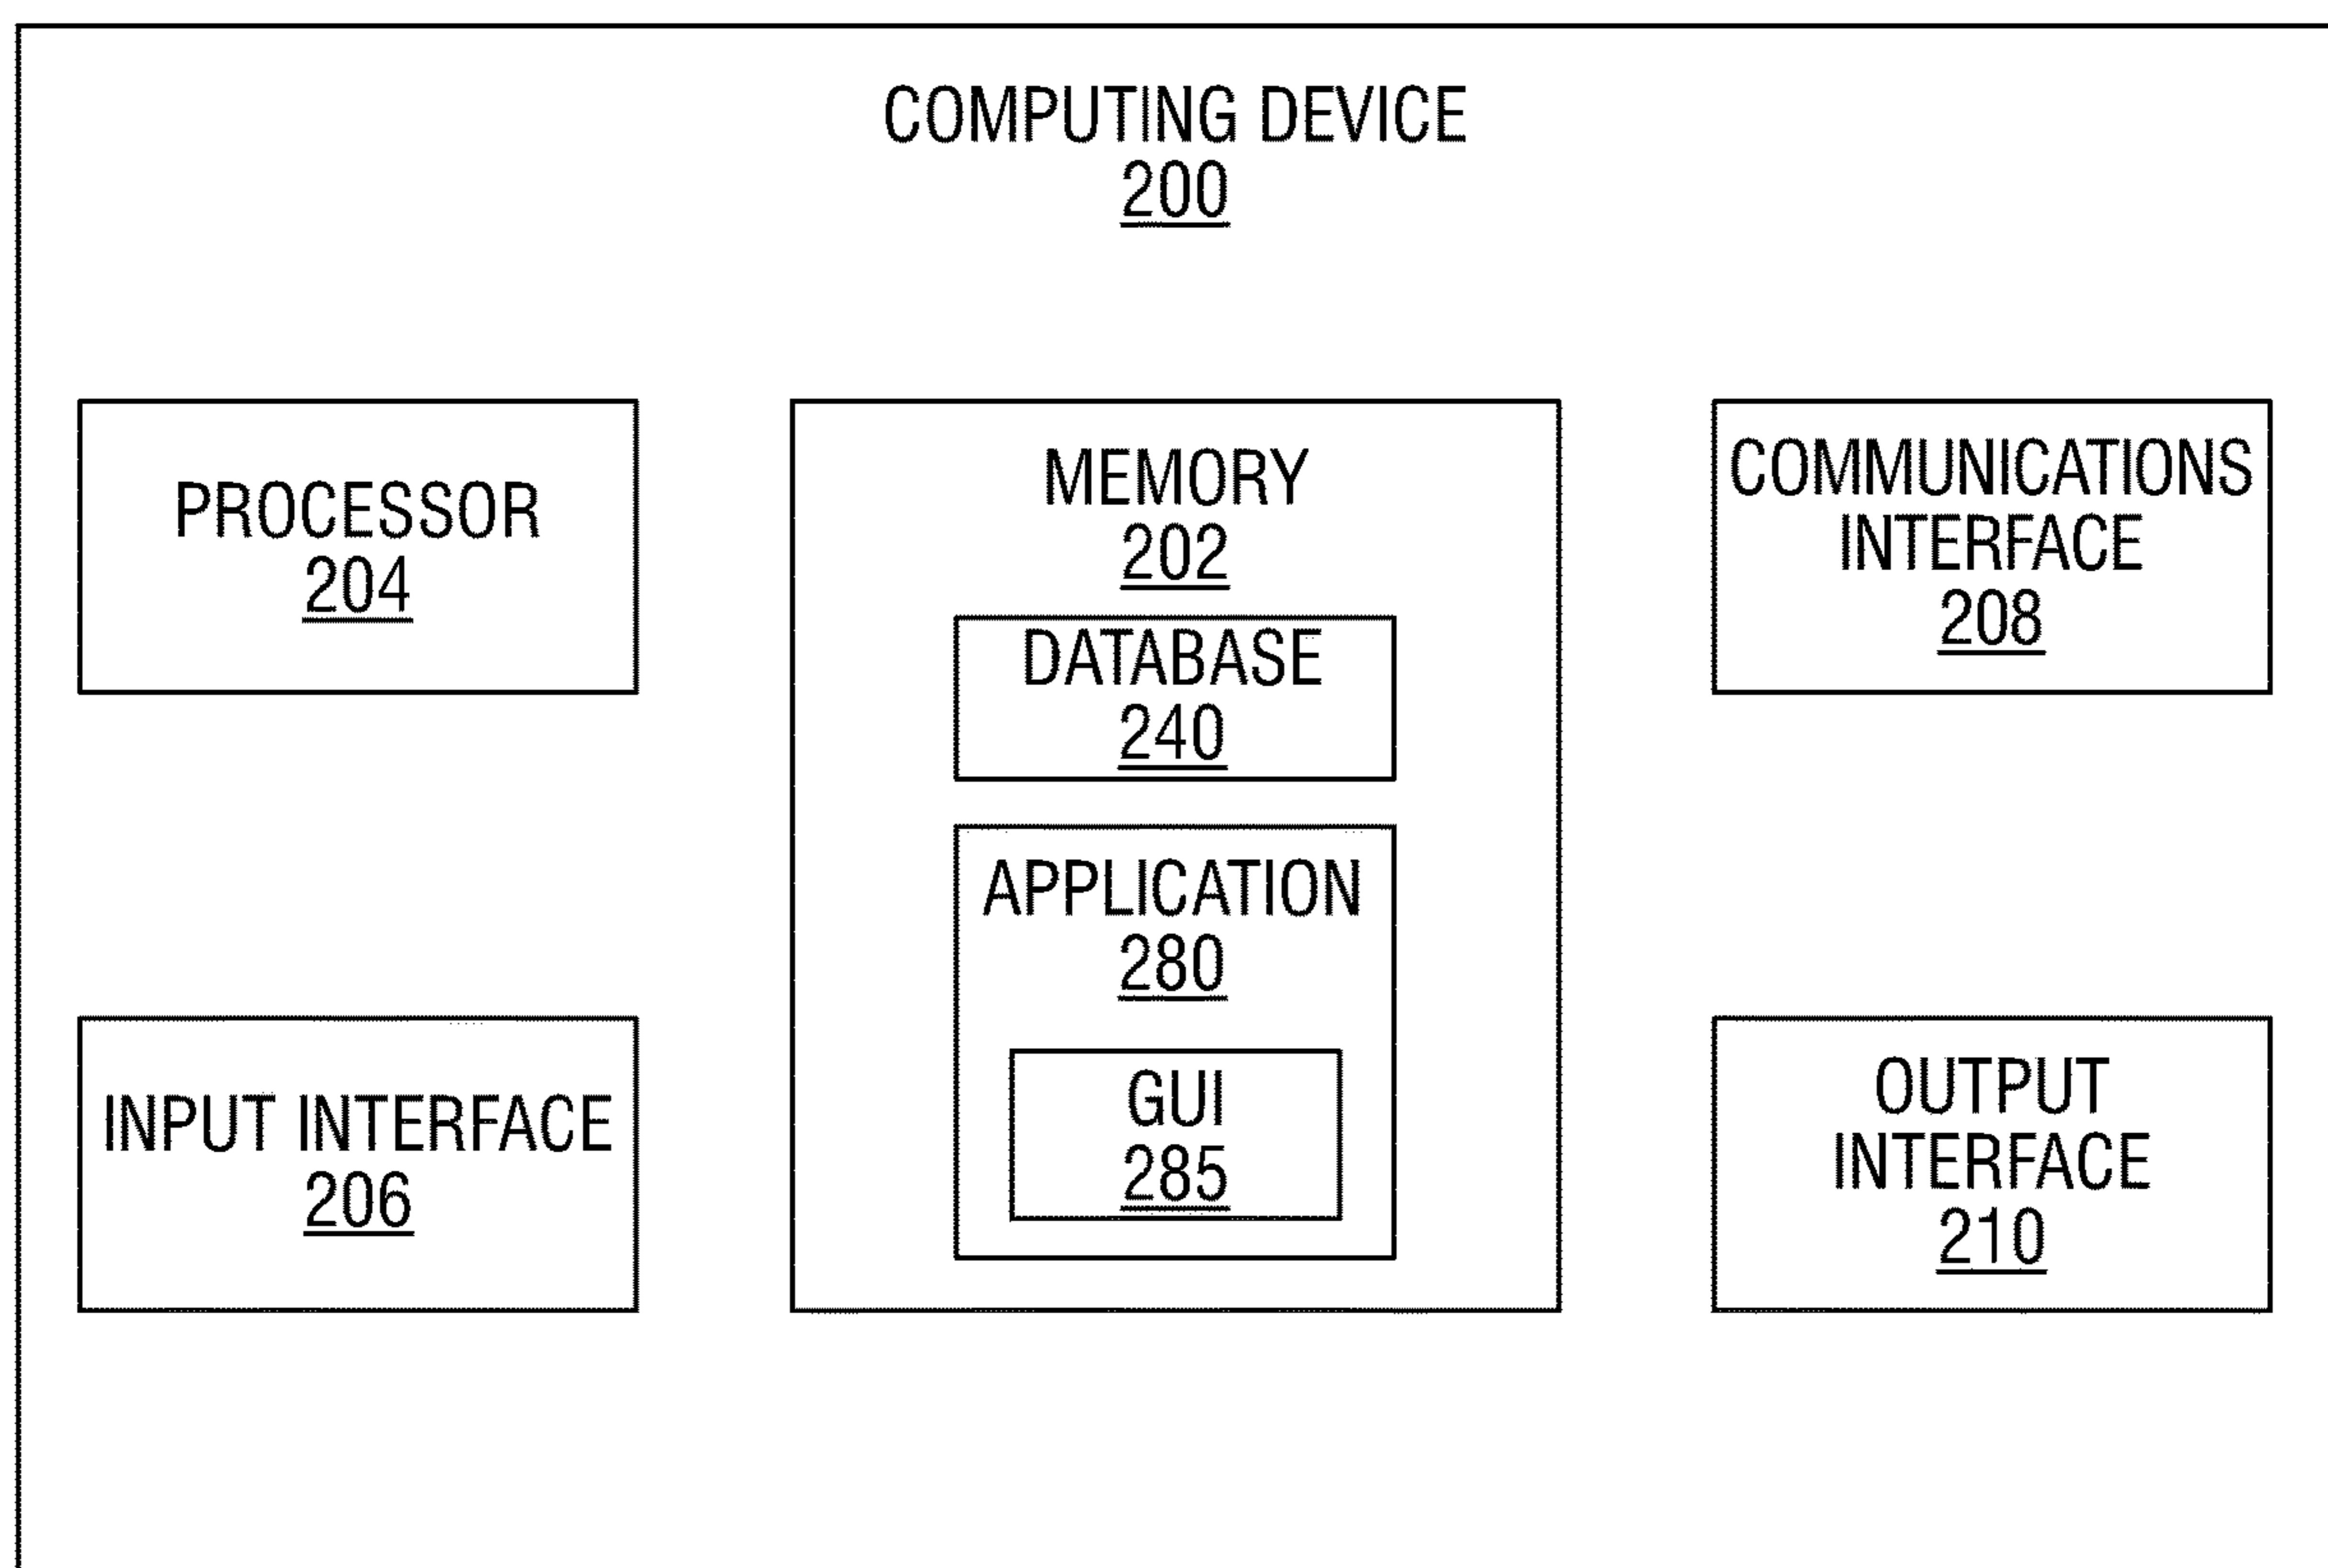 COMPUTING DEVICE
200
PROCESSOR
204
MEMORY
202
COMMUNICATIONS
INTERFACE
208
DATABASE
240
APPLICATION
280
INPUT INTERFACE
206
GUI
285
OUTPUT
INTERFACE
210